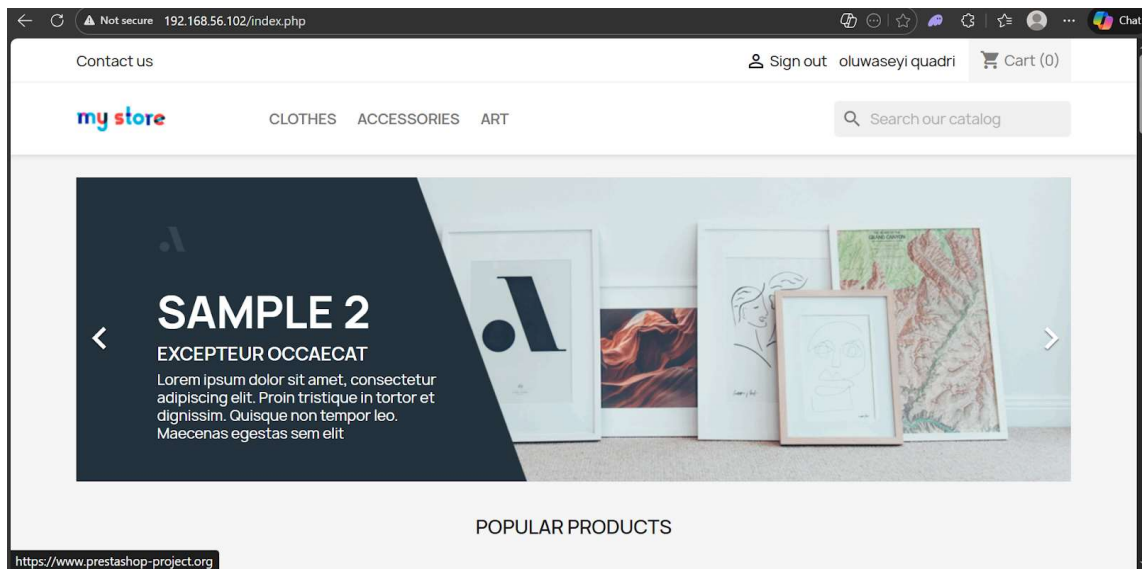 Not secure 192.168.56.102/index.php
Chat
Contact us
Sign out oluwaseyi quadri Cart (0)
my store CLOTHES ACCESSORIES ART Search our catalog
SAMPLE 2
EXCEPTEUR OCCAECAT
Lorem ipsum dolor sit amet, consectetur
adipiscing elit. Proin tristique in tortor et
dignissim. Quisque non tempor leo.
Maecenas egestas sem elit
GRAND CANYON
POPULAR PRODUCTS
https://www.prestashop-project.org